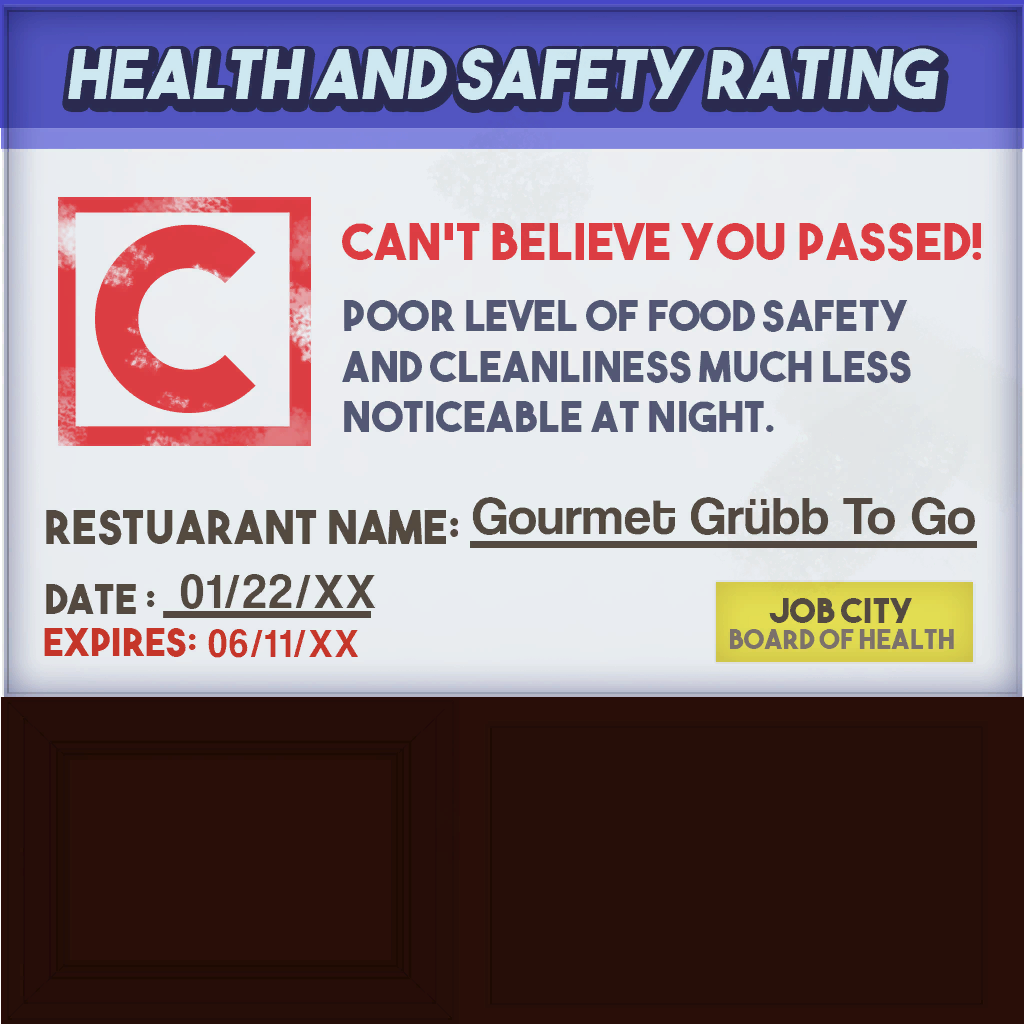 HEALTH AND SAFETY RATING
C
CAN'T BELIEVE YOU PASSED!
POOR LEVEL OF FOOD SAFETY
AND CLEANLINESS MUCH LESS
NOTICEABLE AT NIGHT.
RESTUARANT NAME: Gourmet Grübb To Go
DATE : 01/22/XX
EXPIRES: 06/11/XX
JOB CITY
BOARD OF HEALTH